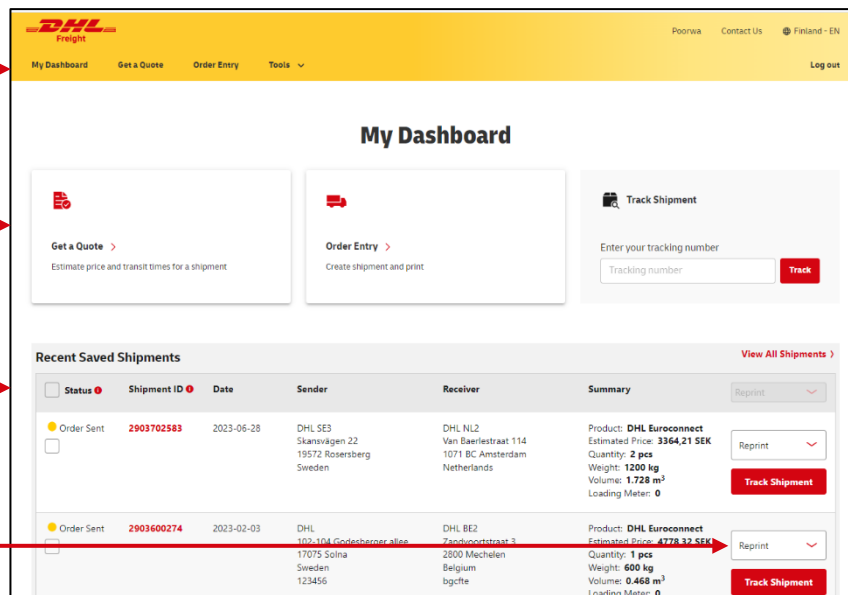 DHL
Freight
Poorwa Contact Us Finland - EN
My Dashboard Get a Quote Order Entry Tools Log out
My Dashboard
Get a Quote >
Estimate price and transit times for a shipment
Order Entry >
Create shipment and print
Track Shipment
Enter your tracking number
Tracking number Track
Recent Saved Shipments View All Shipments >
Status Shipment ID Date Sender Receiver Summary Reprint
Order Sent 2903702583 2023-06-28 DHL SE3 DHL NL2 Product: DHL Euroconnect
Skansvägen 22 Van Baerlestraat 114 Estimated Price: 3364,21 SEK
19572 Rosersberg 1071 BC Amsterdam Quantity: 2 pcs Reprint
Sweden Netherlands Weight: 1200 kg
Volume: 1.728 m³ Track Shipment
Loading Meter: 0
Order Sent 2903600274 2023-02-03 DHL DHL BE2 Product: DHL Euroconnect
102-104 Godesberger allee Zandvoortstraat 3 Estimated Price: 4778,32 SEK
17075 Solna 2800 Mechelen Quantity: 1 pcs Reprint
Sweden Belgium Weight: 600 kg
123456 bgcfte Volume: 0.468 m³ Track Shipment
Loading Meter: 0